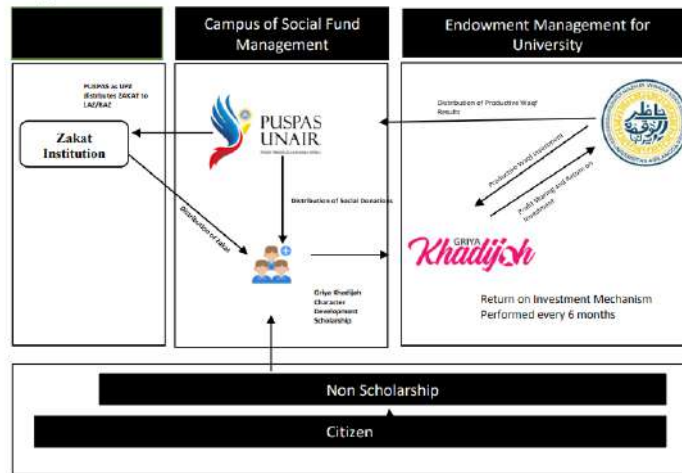 Campus of Social Fund
Management
Endowment Management for
University
PUSPAS as UPZ
distributes ZAKAT to
LAZ/BAZ
Zakat
Institution
PUSPAS
UNAIR
Distribution of Productive Waqf
Results
Productive Waqf Investment
Profit Sharing and Return on
Investment
Distribution of Social Donations
Distribution of Zakat
GRIYA
Khadijah
Griya Khadijah
Character
Development
Scholarship
Return on Investment Mechanism
Performed every 6 months
Non Scholarship
Citizen